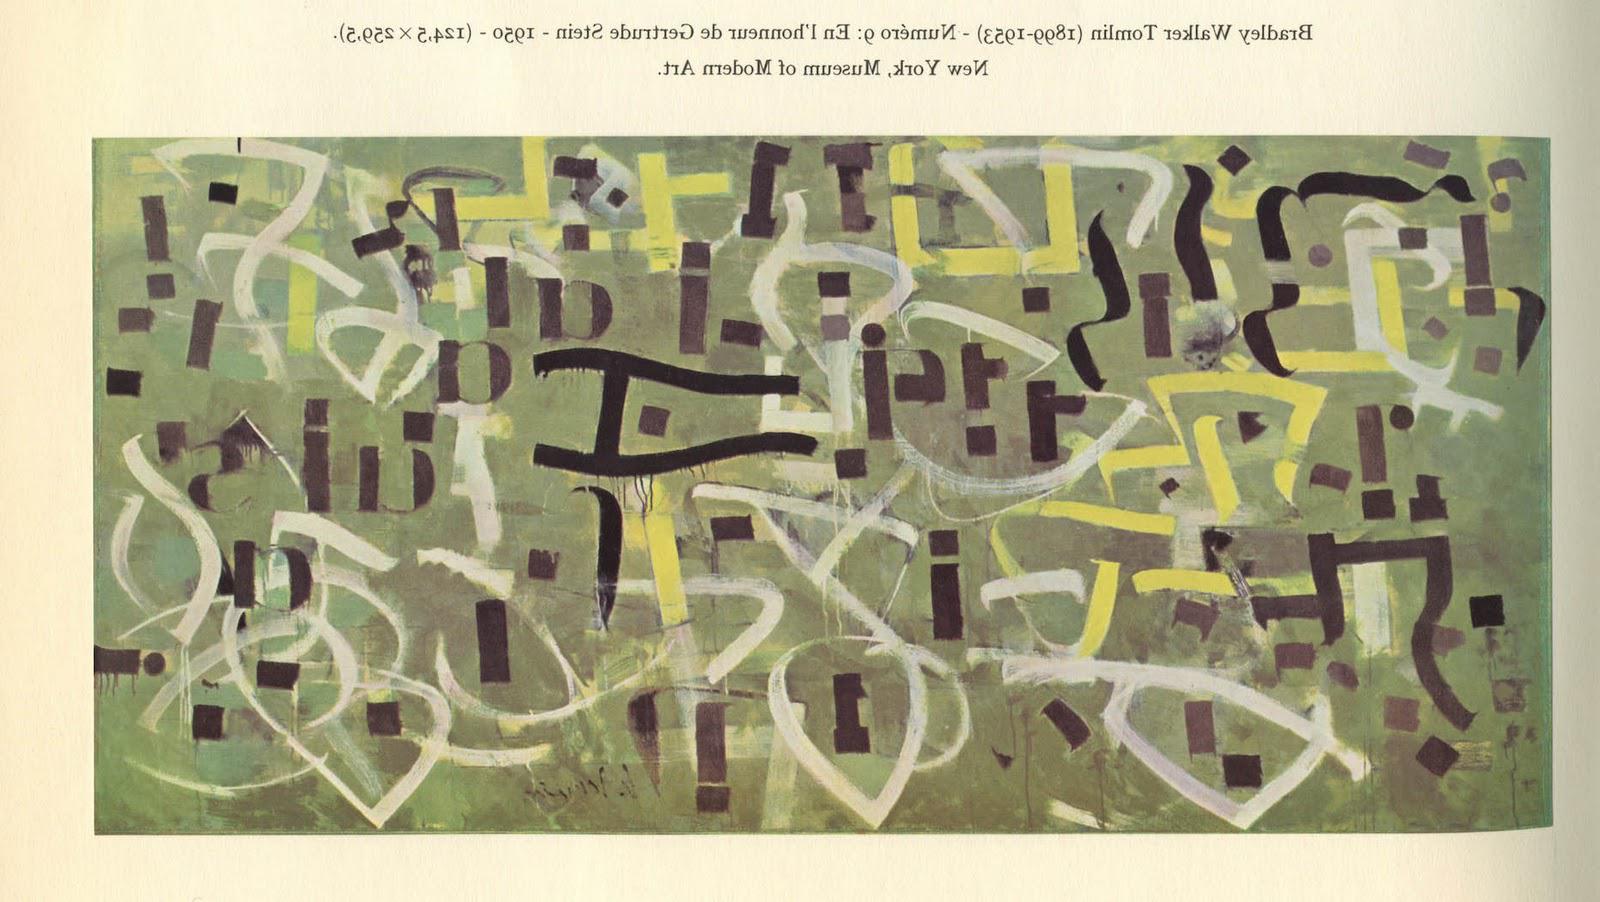 Bradley Walker Tomlin (1899-1953) - Numéro 9: En l'honneur de Gertrude Stein - 1950 - (124,5 × 259,5).
New York, Museum of Modern Art.